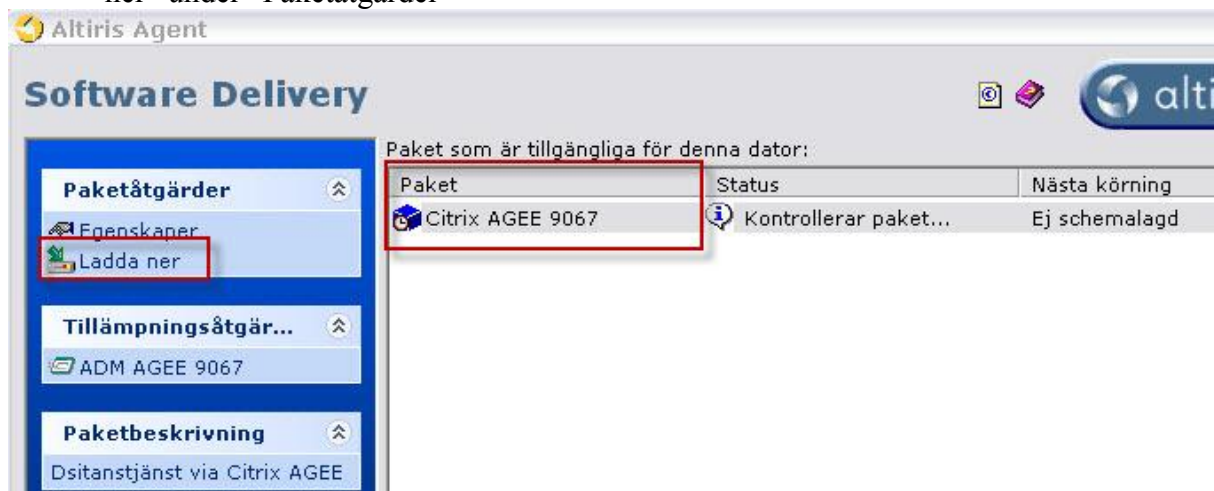 ner" under "Paketåtgärder"
Altiris Agent
Software Delivery
alti
Paket som är tillgängliga för denna dator:
Paketåtgärder
Paket Status Nästa körning
Citrix AGEE 9067 Kontrollerar paket... Ej schemalagd
Egenskaper
Ladda ner
Tillämpningsåtgär...
ADM AGEE 9067
Paketbeskrivning
Dsitanstjänst via Citrix AGEE